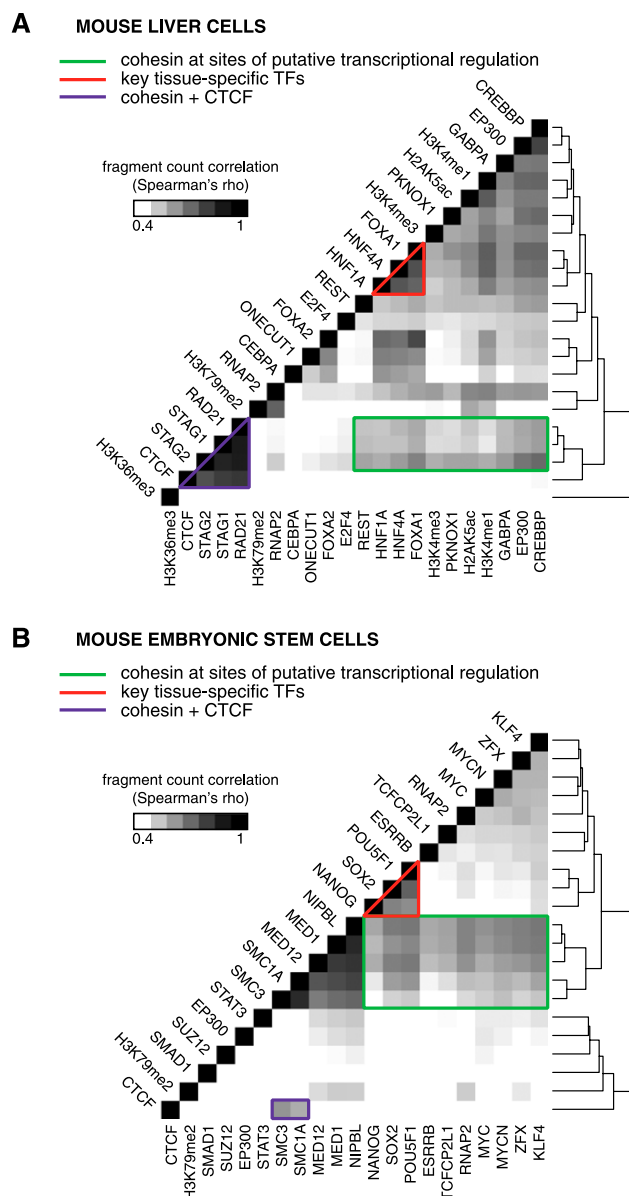 A MOUSE LIVER CELLS
cohesin at sites of putative transcriptional regulation
key tissue-specific TFs
cohesin + CTCF
fragment count correlation
(Spearman's rho)
0.4 1
CREBBP
EP300
GABPA
H3K4me1
H2AK5ac
PKNOX1
H3K4me3
FOXA1
HNF4A
HNF1A
REST
E2F4
FOXA2
ONECUT1
CEBPA
RNAP2
H3K79me2
RAD21
STAG1
STAG2
CTCF
H3K36me3
H3K36me3
CTCF
STAG2
STAG1
RAD21
H3K79me2
RNAP2
CEBPA
ONECUT1
FOXA2
E2F4
REST
HNF1A
HNF4A
FOXA1
H3K4me3
PKNOX1
H2AK5ac
H3K4me1
GABPA
EP300
CREBBP
B MOUSE EMBRYONIC STEM CELLS
cohesin at sites of putative transcriptional regulation
key tissue-specific TFs
cohesin + CTCF
fragment count correlation
(Spearman's rho)
0.4 1
KLF4
ZFX
MYCN
MYC
RNAP2
TCFCP2L1
ESRRB
POU5F1
SOX2
NANOG
NIPBL
MED1
MED12
SMC1A
SMC3
STAT3
EP300
SUZ12
SMAD1
H3K79me2
CTCF
CTCF
H3K79me2
SMAD1
SUZ12
EP300
STAT3
SMC3
SMC1A
MED12
MED1
NIPBL
NANOG
SOX2
POU5F1
ESRRB
TCFCP2L1
RNAP2
MYC
MYCN
ZFX
KLF4